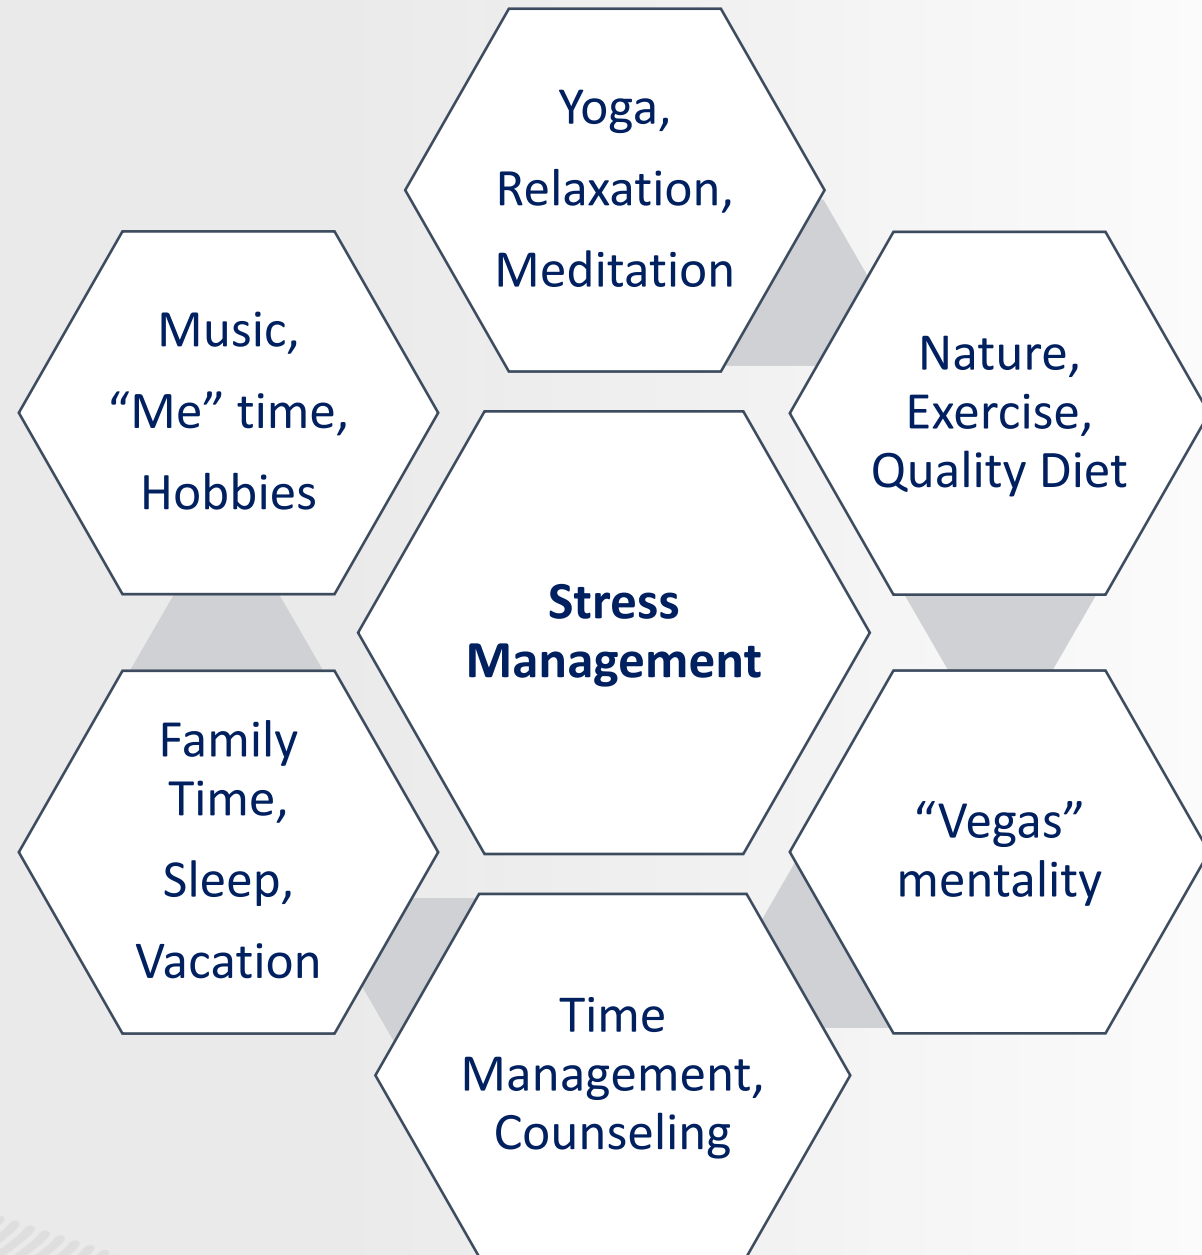 Yoga,
Relaxation,
Meditation
Music,
“Me” time,
Hobbies
Nature,
Exercise,
Quality Diet
Stress
Management
Family
Time,
Sleep,
Vacation
“Vegas”
mentality
Time
Management,
Counseling